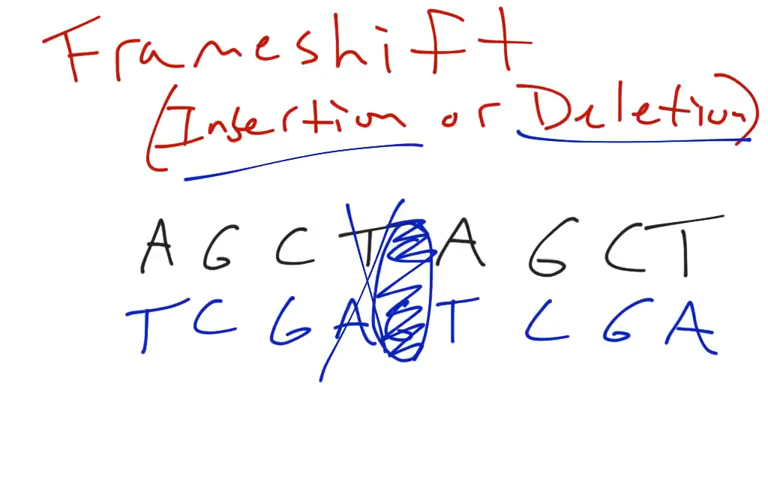 Frameshift
(Insertion or Deletion)
A G C T A G C T
T C G A T C G A